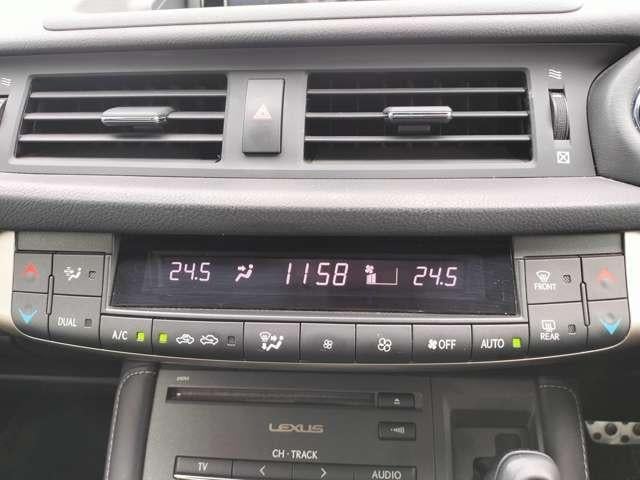 24.5 1158 24.5
FRONT
DUAL
A/C OFF AUTO REAR
LEXUS
CH · TRACK
TV AUDIO